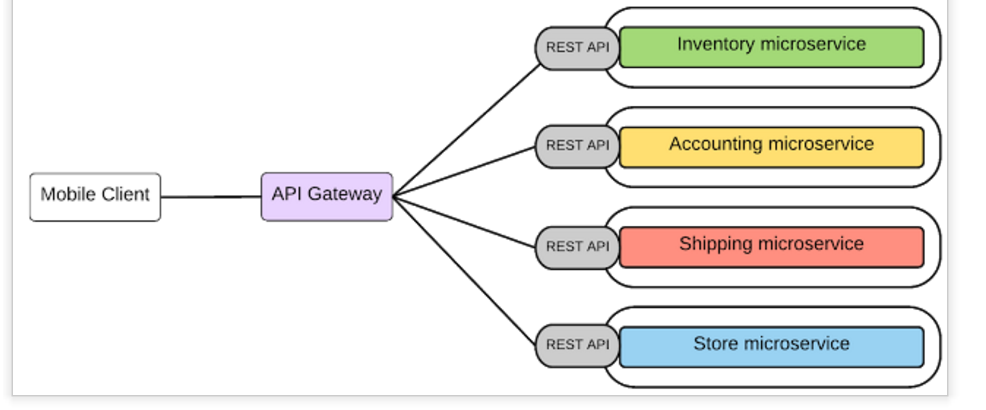 REST API
Inventory microservice
REST API
Accounting microservice
Mobile Client
API Gateway
REST API
Shipping microservice
REST API
Store microservice